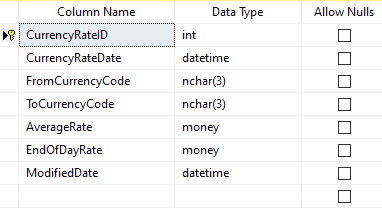 Column Name Data Type Allow Nulls
CurrencyRateID int
CurrencyRateDate datetime
FromCurrencyCode nchar(3)
ToCurrencyCode nchar(3)
AverageRate money
EndOfDayRate money
ModifiedDate datetime